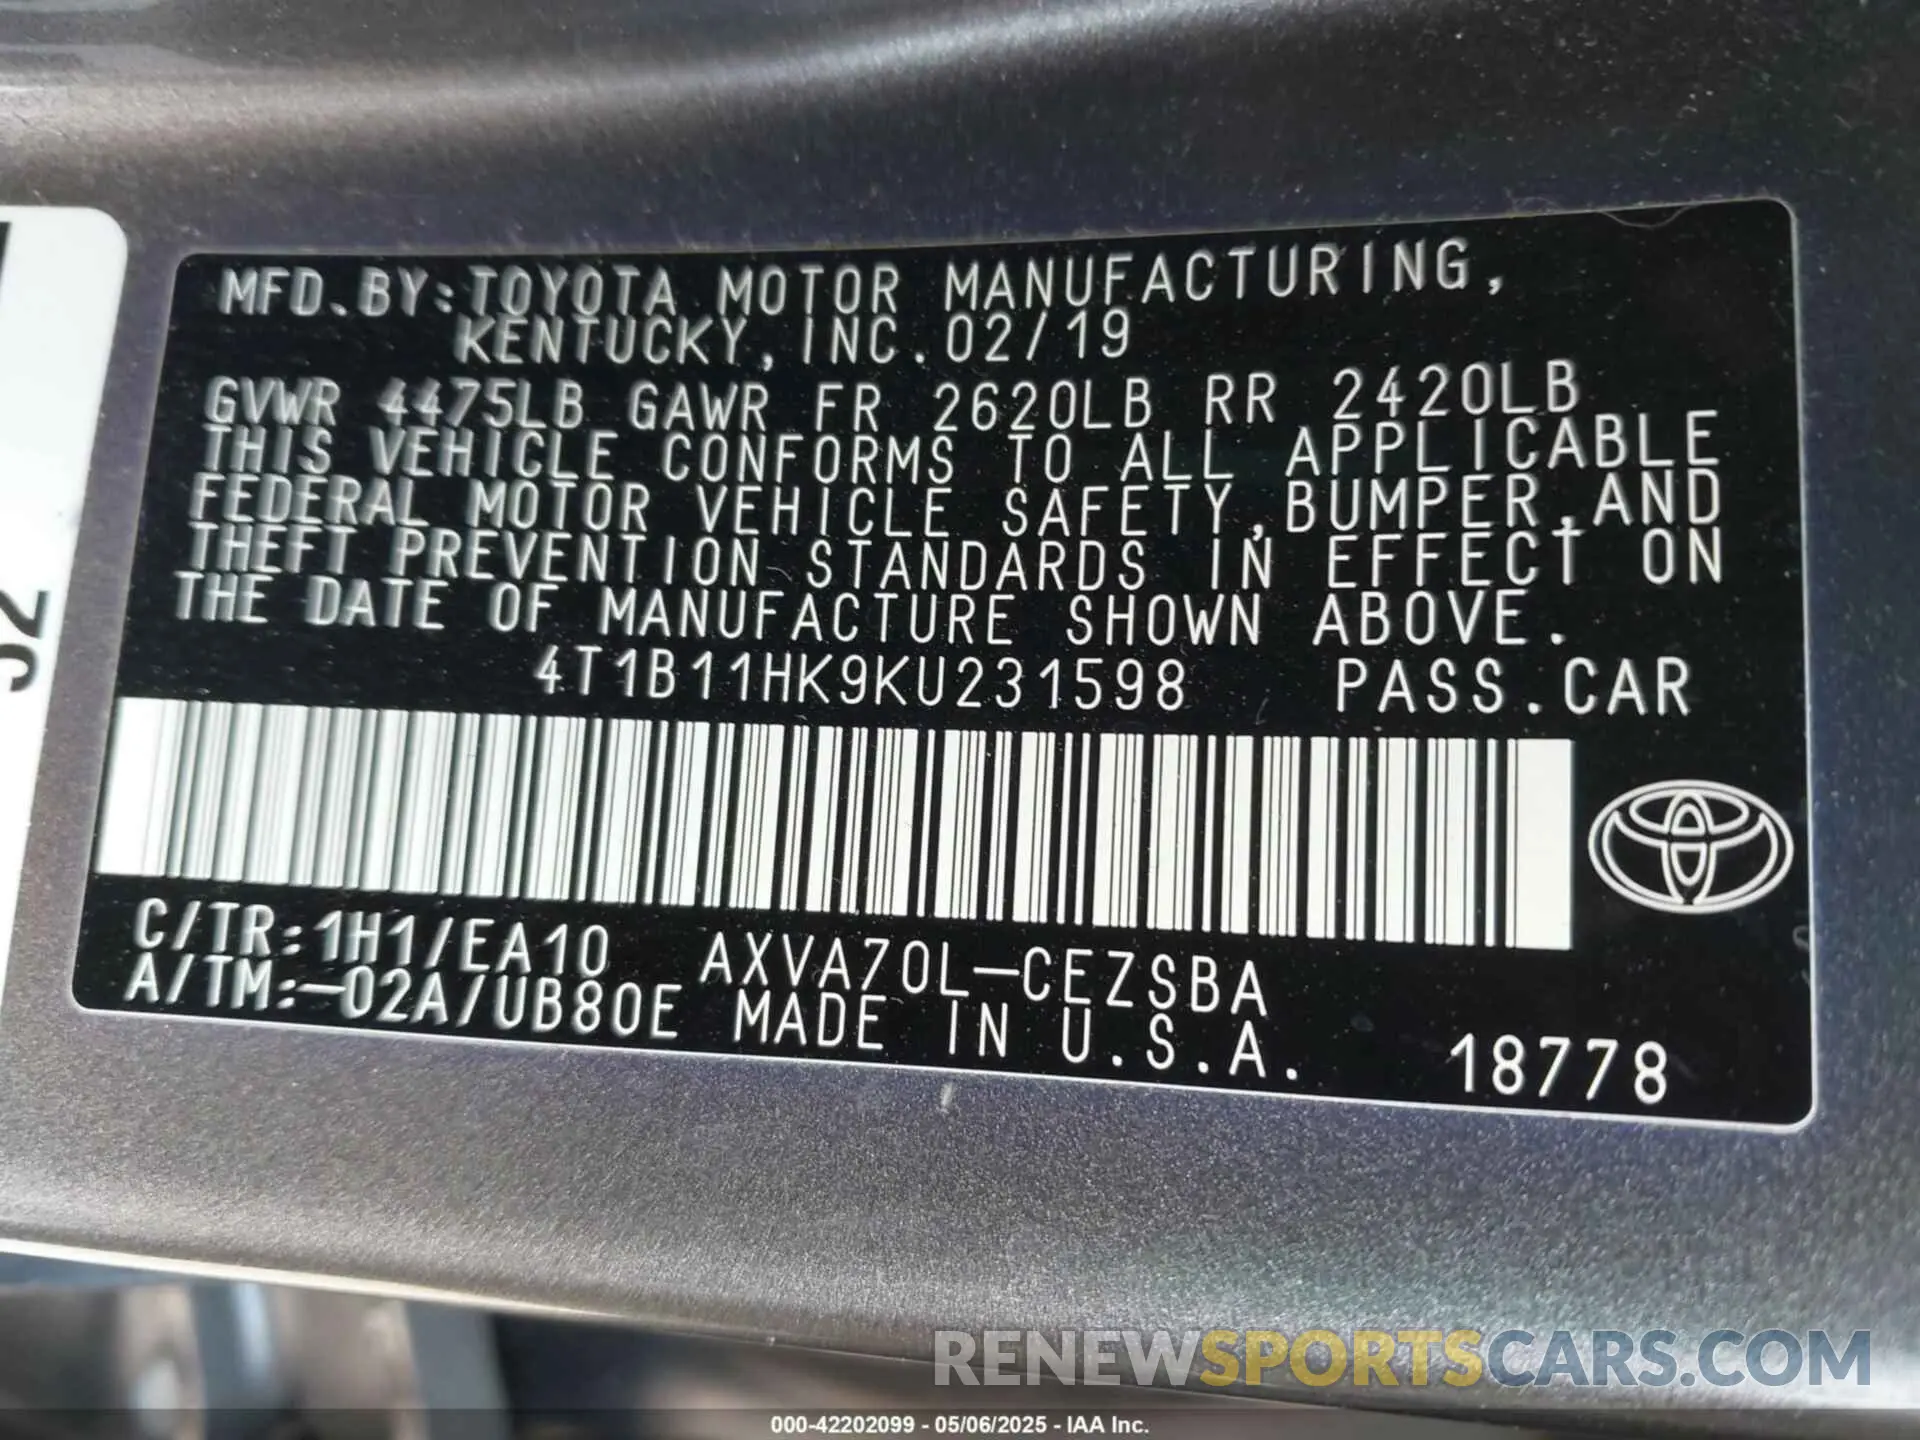 MFD.BY:TOYOTA MOTOR MANUFACTURING,
KENTUCKY,INC.02/19
GVWR 4475LB GAWR FR 2620LB RR 2420LB
THIS VEHICLE CONFORMS TO ALL APPLICABLE
FEDERAL MOTOR VEHICLE SAFETY,BUMPER,AND
THEFT PREVENTION STANDARDS IN EFFECT ON
THE DATE OF MANUFACTURE SHOWN ABOVE.
4T1B11HK9KU231598 PASS.CAR
C/TR:1H1/EA10 AXVA70L-CEZSBA
A/TM:-02A/UB80E MADE IN U.S.A.
18778
RENEWSPORTSCARS.COM
000-42202099 - 05/06/2025 - IAA Inc.